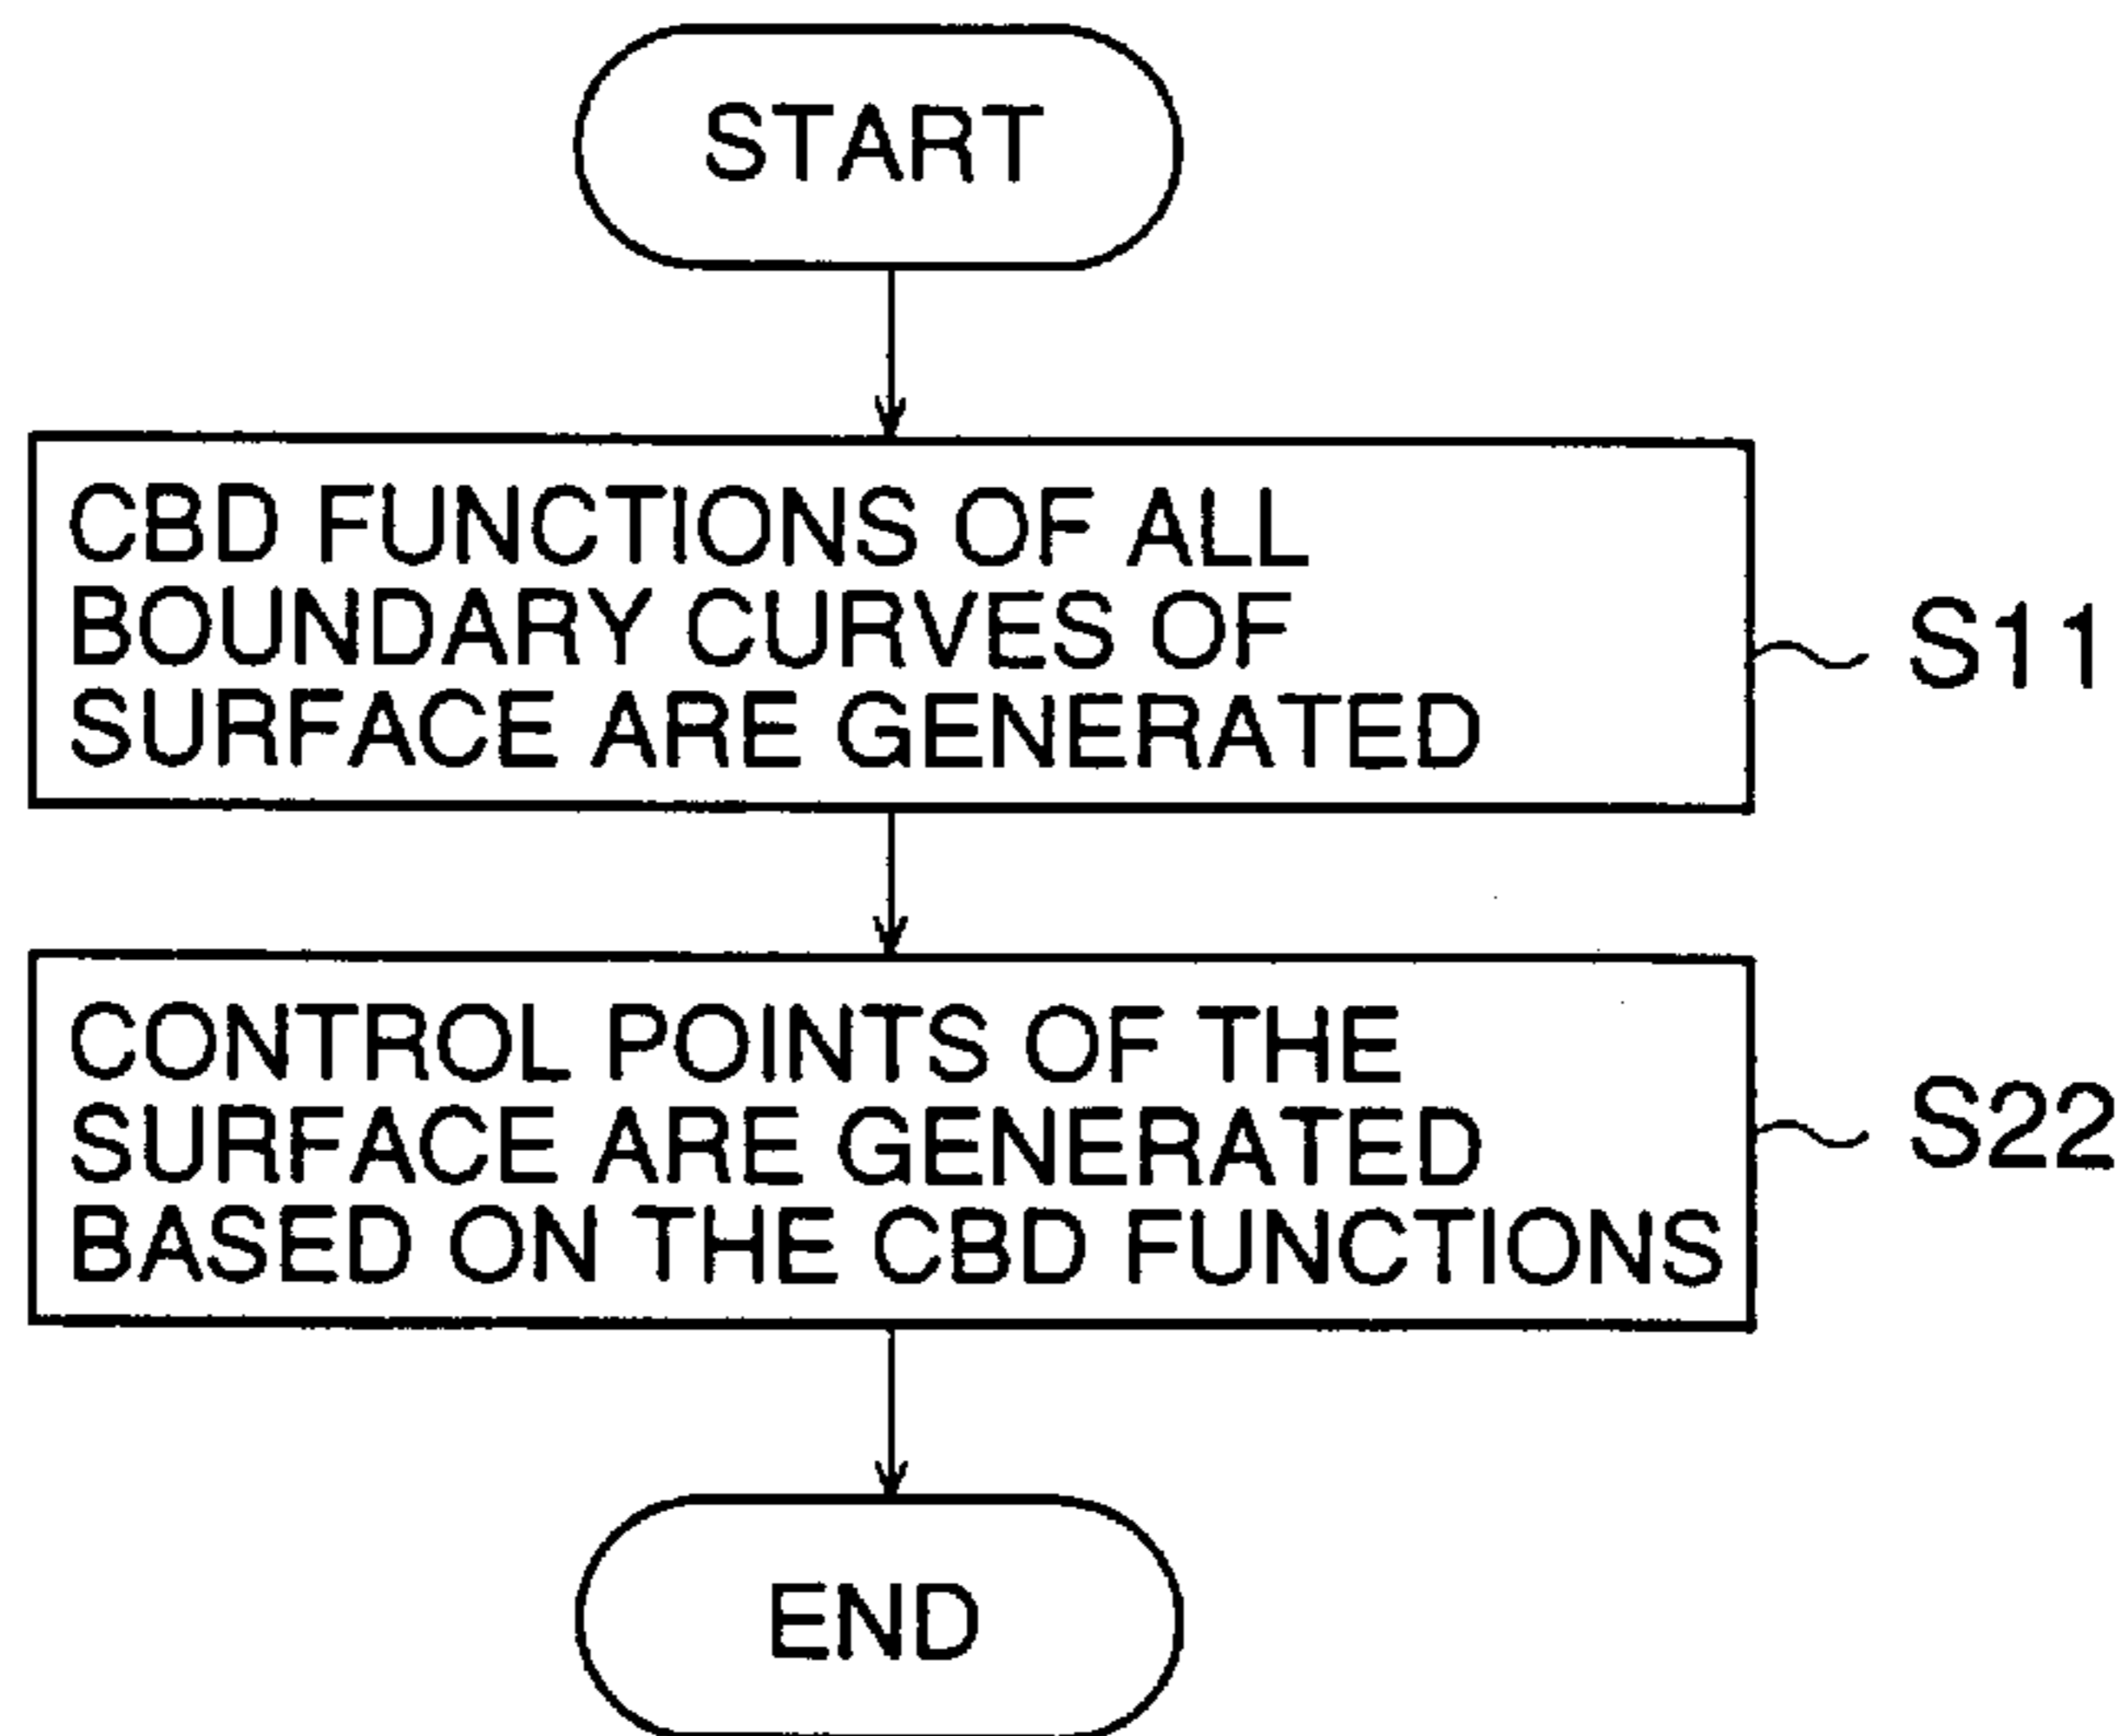 START
CBD FUNCTIONS OF ALL
BOUNDARY CURVES OF
SURFACE ARE GENERATED
S11
CONTROL POINTS OF THE
SURFACE ARE GENERATED
BASED ON THE CBD FUNCTIONS
S22
END